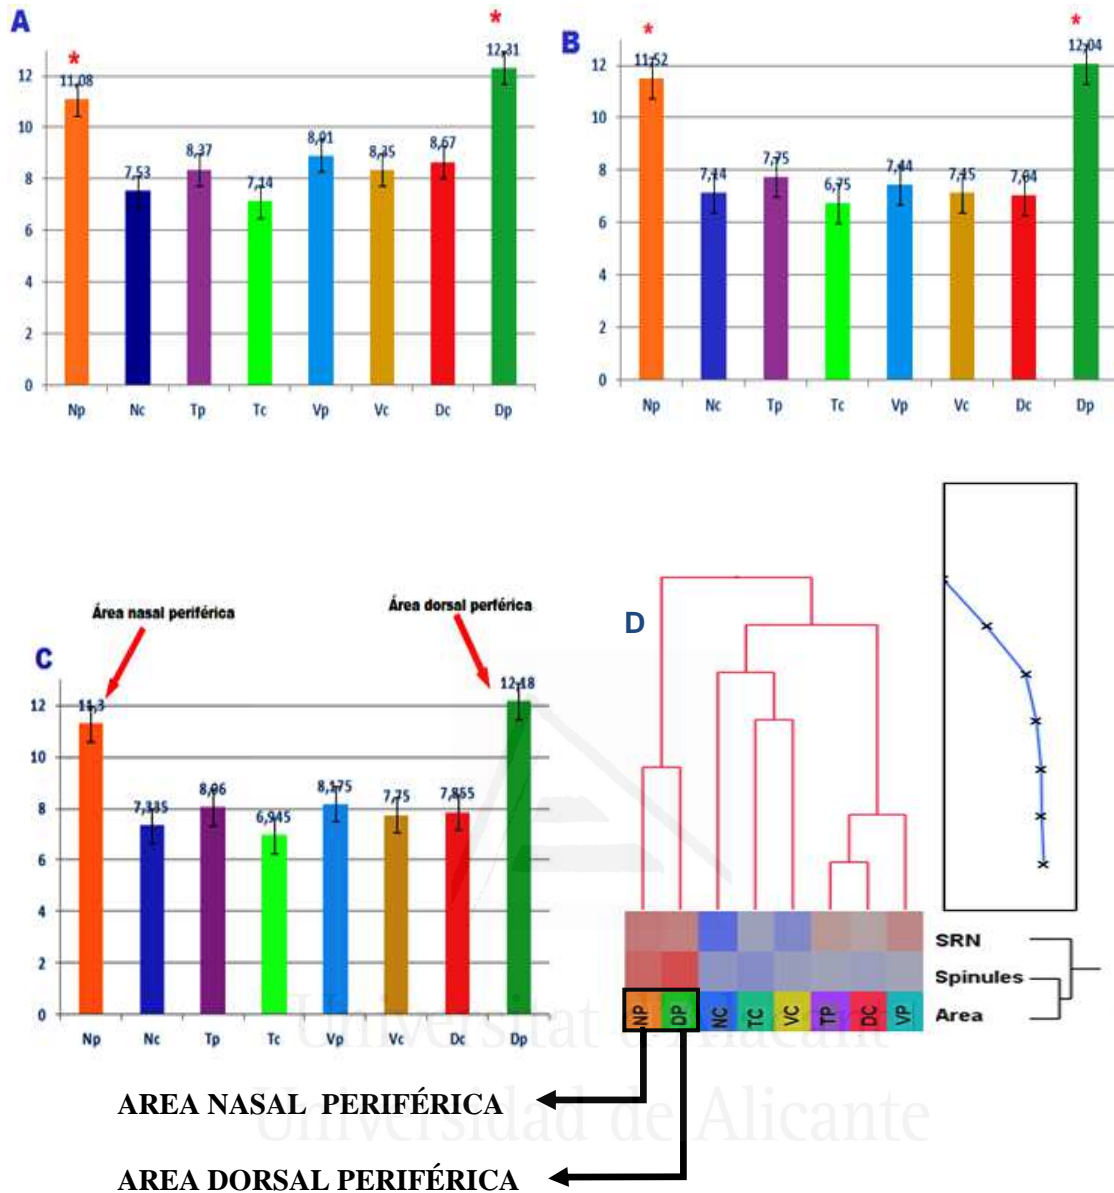 A
*
*
12,31
11,08
7,53
8,37
7,14
8,91
8,35
8,67
12
10
8
6
4
2
0
Np Nc Tp Tc Vp Vc Dc Dp
B
*
*
11,52
12,04
7,14
7,75
6,75
7,44
7,15
7,04
12
10
8
6
4
2
0
Np Nc Tp Tc Vp Vc Dc Dp
Área nasal periférica
Área dorsal perférica
C
11,3
12,18
7,335
8,06
6,945
8,175
7,75
7,855
12
10
8
6
4
2
0
Np Nc Tp Tc Vp Vc Dc Dp
D
SRN
Spinules
Area
NP DP NC TC VC TP DC VP
Universitat d'Alacant
Universidad de Alicante
AREA NASAL PERIFÉRICA
AREA DORSAL PERIFÉRICA